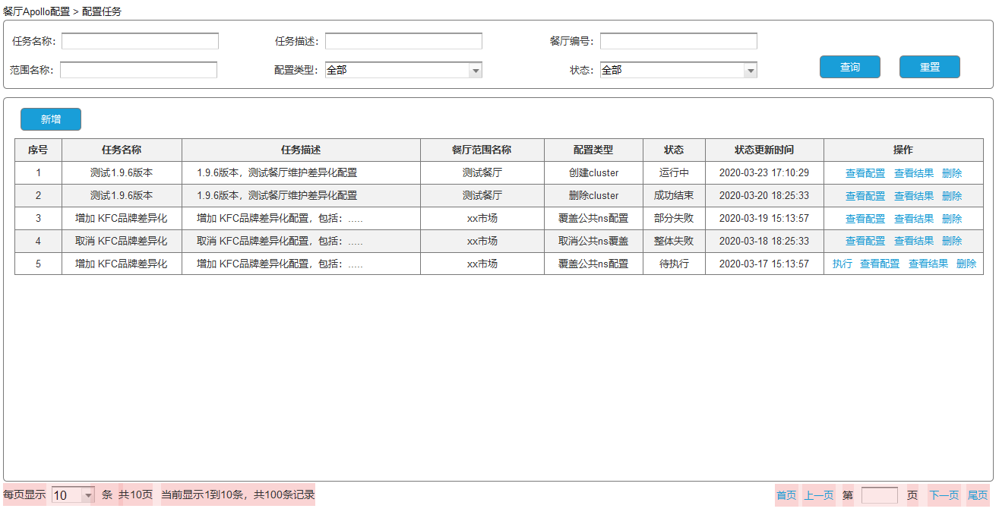 餐厅Apollo配置 > 配置任务
任务名称： 任务描述： 餐厅编号：
范围名称： 配置类型： 全部 状态： 全部 查询 重置
新增
序号 任务名称 任务描述 餐厅范围名称 配置类型 状态 状态更新时间 操作
1 测试1.9.6版本 1.9.6版本，测试餐厅维护差异化配置 测试餐厅 创建cluster 运行中 2020-03-23 17:10:29 查看配置 查看结果 删除
2 测试1.9.6版本 1.9.6版本，测试餐厅维护差异化配置 测试餐厅 删除cluster 成功结束 2020-03-20 18:25:33 查看配置 查看结果 删除
3 增加 KFC品牌差异化 增加 KFC品牌差异化配置，包括：..... xx市场 覆盖公共ns配置 部分失败 2020-03-19 15:13:57 查看配置 查看结果 删除
4 取消 KFC品牌差异化 取消 KFC品牌差异化配置，包括：..... xx市场 取消公共ns覆盖 整体失败 2020-03-18 18:25:33 查看配置 查看结果 删除
5 增加 KFC品牌差异化 增加 KFC品牌差异化配置，包括：..... xx市场 覆盖公共ns配置 待执行 2020-03-17 15:13:57 执行 查看配置 查看结果 删除
每页显示 10 条 共10页 当前显示1到10条，共100条记录 首页 上一页 第 页 下一页 尾页